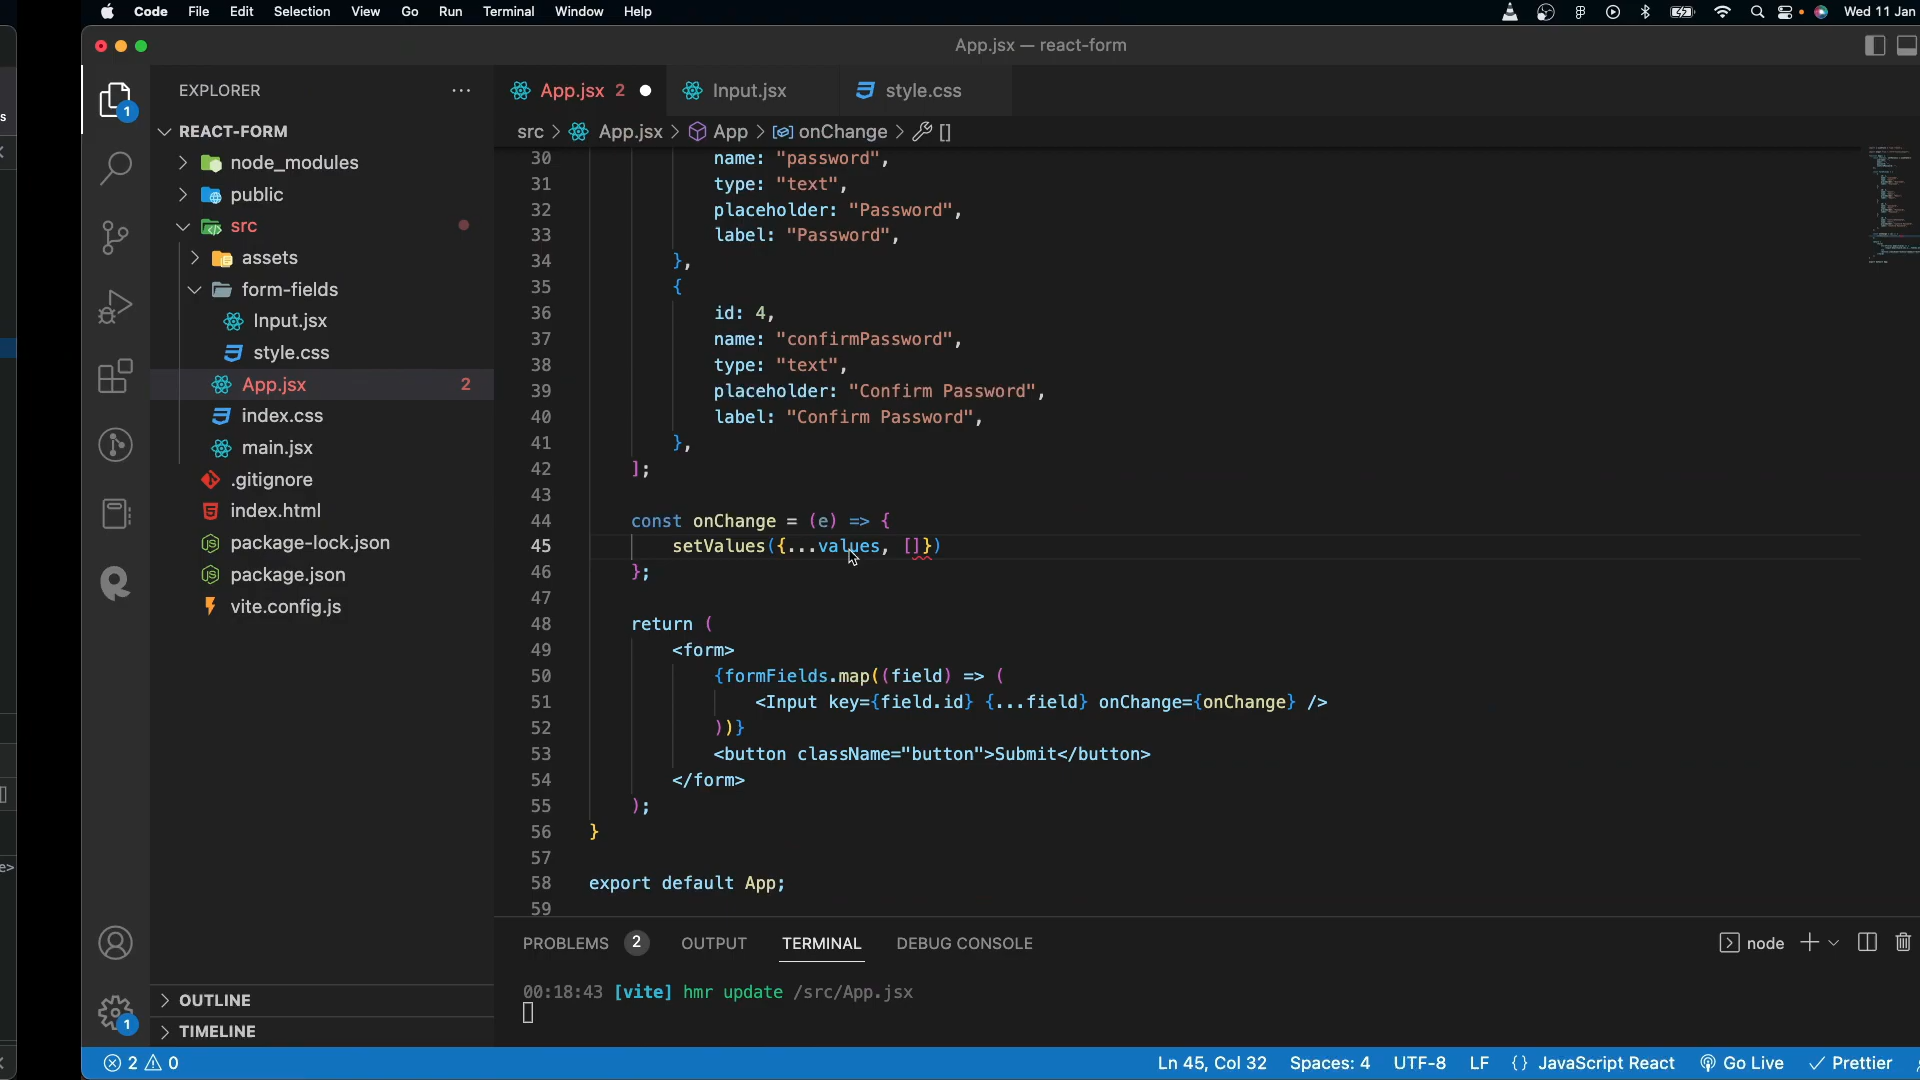 Code File Edit Selection View Go Run Terminal Window Help Wed 11 Jan
App.jsx — react-form
EXPLORER
REACT-FORM
node_modules
public
src
assets
form-fields
Input.jsx
style.css
App.jsx 2
index.css
main.jsx
.gitignore
index.html
package-lock.json
package.json
vite.config.js
OUTLINE
TIMELINE
1
1
App.jsx 2 Input.jsx style.css
src > App.jsx > App > onChange > []
30 name: "password",
31 type: "text",
32 placeholder: "Password",
33 label: "Password",
34 },
35 {
36 id: 4,
37 name: "confirmPassword",
38 type: "text",
39 placeholder: "Confirm Password",
40 label: "Confirm Password",
41 },
42 ];
43
44 const onChange = (e) => {
45 setValues({...values, []})
46 };
47
48 return (
49 <form>
50 {formFields.map((field) => (
51 <Input key={field.id} {...field} onChange={onChange} />
52 ))}
53 <button className="button">Submit</button>
54 </form>
55 );
56 }
57
58 export default App;
59
PROBLEMS 2 OUTPUT TERMINAL DEBUG CONSOLE node
00:18:43 [vite] hmr update /src/App.jsx
2 0 Ln 45, Col 32 Spaces: 4 UTF-8 LF {} JavaScript React Go Live Prettier